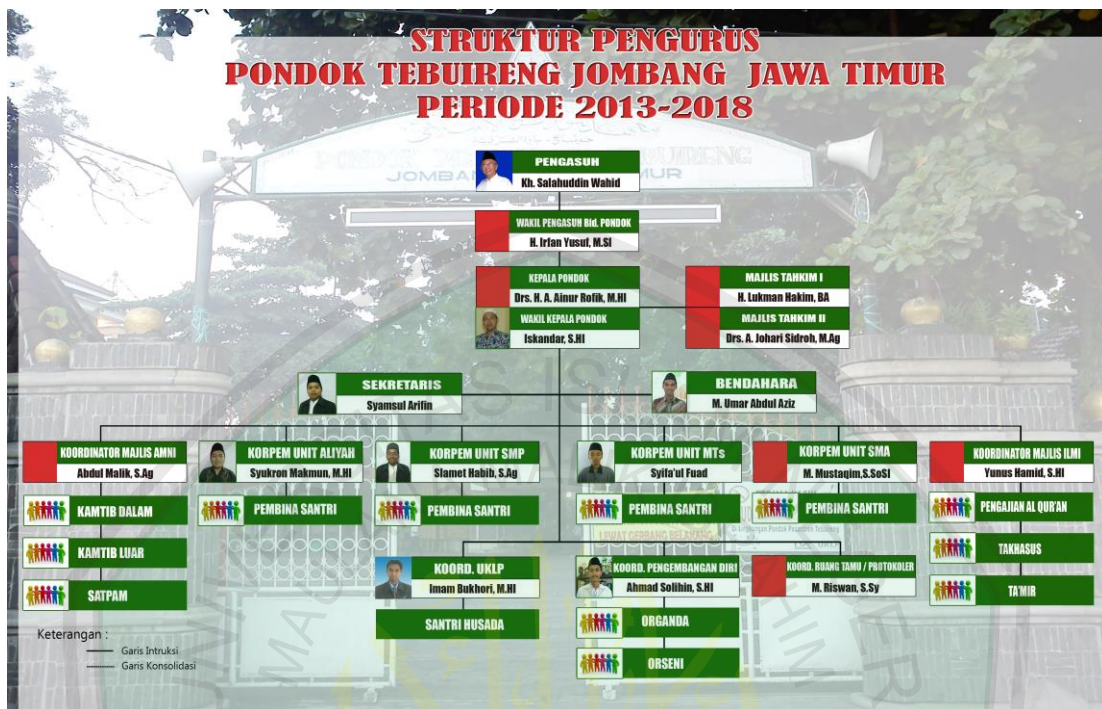 STRUKTUR PENGURUS
PONDOK TEBUIRENG JOMBANG JAWA TIMUR
PERIODE 2013-2018
PENGASUH
Kh. Salahuddin Wahid
WAKIL PENGASUH Bid. PONDOK
H. Irfan Yusuf, M.SI
KEPALA PONDOK
Drs. H. A. Ainur Rofik, M.HI
WAKIL KEPALA PONDOK
Iskandar, S.HI
MAJLIS TAHKIM I
H. Lukman Hakim, BA
MAJLIS TAHKIM II
Drs. A. Johari Sidroh, M.Ag
SEKRETARIS
Syamsul Arifin
BENDAHARA
M. Umar Abdul Aziz
KOORDINATOR MAJLIS AMNI
Abdul Malik, S.Ag
KAMTIB DALAM
KAMTIB LUAR
SATPAM
KORPEM UNIT ALIYAH
Syukron Makmun, M.HI
PEMBINA SANTRI
KORPEM UNIT SMP
Slamet Habib, S.Ag
PEMBINA SANTRI
KORPEM UNIT MTs
Syifa'ul Fuad
PEMBINA SANTRI
KORPEM UNIT SMA
M. Mustaqim,S.SoSI
PEMBINA SANTRI
KOORDINATOR MAJLIS ILMI
Yunus Hamid, S.HI
PENGAJIAN AL QUR'AN
TAKHASUS
TA'MIR
KOORD. UKLP
Imam Bukhori, M.HI
SANTRI HUSADA
KOORD. PENGEMBANGAN DIRI
Ahmad Solihin, S.HI
ORGANDA
ORSENI
KOORD. RUANG TAMU / PROTOKOLER
M. Riswan, S.Sy
Keterangan :
Garis Intruksi
Garis Konsolidasi
LEWAT GERBANG BELAKANG